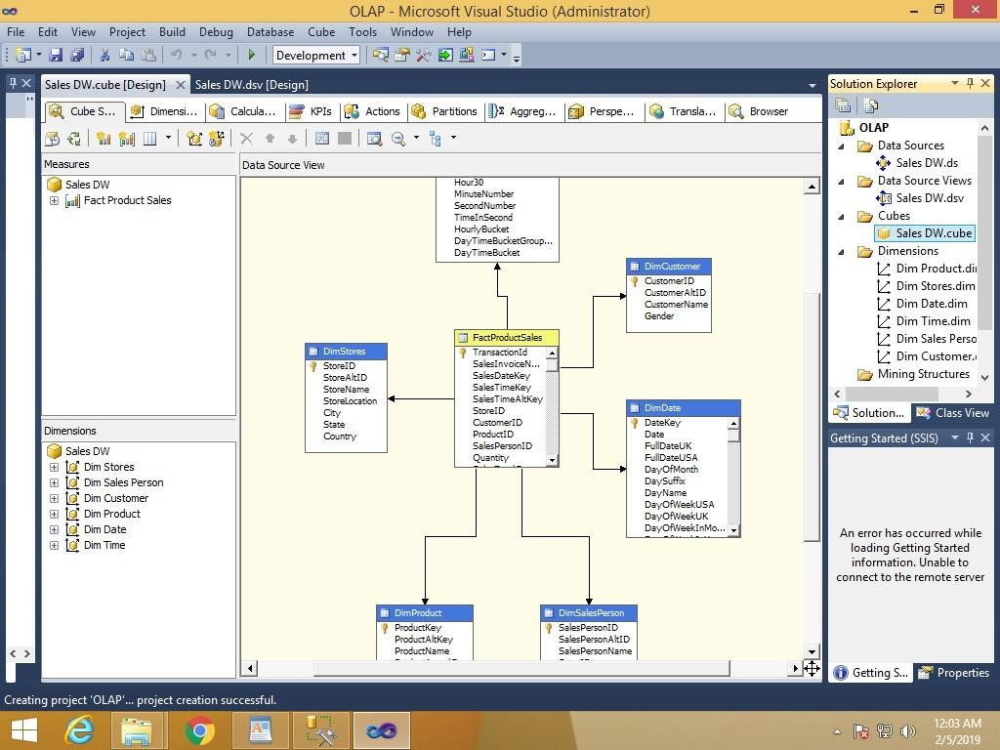 OLAP - Microsoft Visual Studio (Administrator)
File Edit View Project Build Debug Database Cube Tools Window Help
Development
Sales DW.cube [Design]
Sales DW.dsv [Design]
Cube S...
Dimensi...
Calcula...
KPIs
Actions
Partitions
Aggreg...
Perspe...
Transla...
Browser
Measures
Sales DW
Fact Product Sales
Dimensions
Sales DW
Dim Stores
Dim Sales Person
Dim Customer
Dim Product
Dim Date
Dim Time
Data Source View
Hour30
MinuteNumber
SecondNumber
TimeInSecond
HourlyBucket
DayTimeBucketGroup...
DayTimeBucket
DimCustomer
CustomerID
CustomerAltID
CustomerName
Gender
FactProductSales
TransactionId
SalesInvoiceN...
SalesDateKey
SalesTimeKey
SalesTimeAltKey
StoreID
CustomerID
ProductID
SalesPersonID
Quantity
DimStores
StoreID
StoreAltID
StoreName
StoreLocation
City
State
Country
DimDate
DateKey
Date
FullDateUK
FullDateUSA
DayOfMonth
DaySuffix
DayName
DayOfWeekUSA
DayOfWeekUK
DayOfWeekInMo...
DimProduct
ProductKey
ProductAltKey
ProductName
DimSalesPerson
SalesPersonID
SalesPersonAltID
SalesPersonName
Solution Explorer
OLAP
Data Sources
Sales DW.ds
Data Source Views
Sales DW.dsv
Cubes
Sales DW.cube
Dimensions
Dim Product.di
Dim Stores.dim
Dim Date.dim
Dim Time.dim
Dim Sales Perso
Dim Customer.
Mining Structures
Solution...
Class View
Getting Started (SSIS)
An error has occurred while
loading Getting Started
information. Unable to
connect to the remote server
Getting S...
Properties
Creating project 'OLAP'... project creation successful.
12:03 AM
2/5/2019